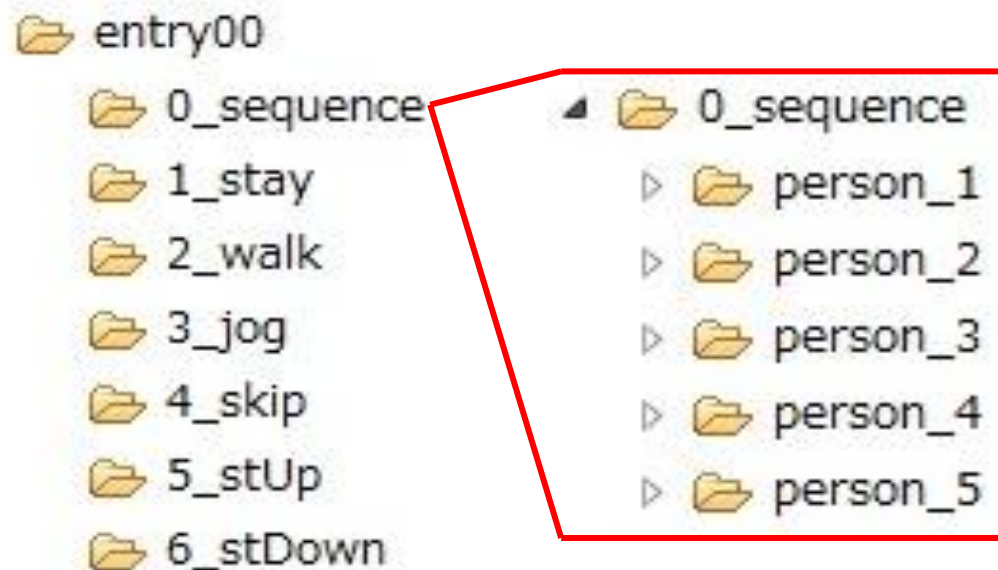 entry00
0_sequence
1_stay
2_walk
3_jog
4_skip
5_stUp
6_stDown
0_sequence
person_1
person_2
person_3
person_4
person_5